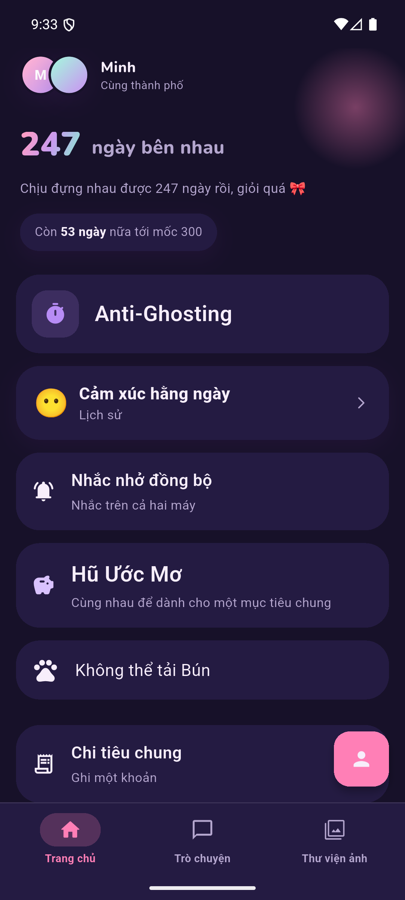 9:33
M
Minh
Cùng thành phố
247 ngày bên nhau
Chịu đựng nhau được 247 ngày rồi, giỏi quá 🎀
Còn 53 ngày nữa tới mốc 300
Anti-Ghosting
Cảm xúc hằng ngày
Lịch sử
Nhắc nhở đồng bộ
Nhắc trên cả hai máy
Hũ Ước Mơ
Cùng nhau để dành cho một mục tiêu chung
Không thể tải Bún
Chi tiêu chung
Ghi một khoản
Trang chủ
Trò chuyện
Thư viện ảnh